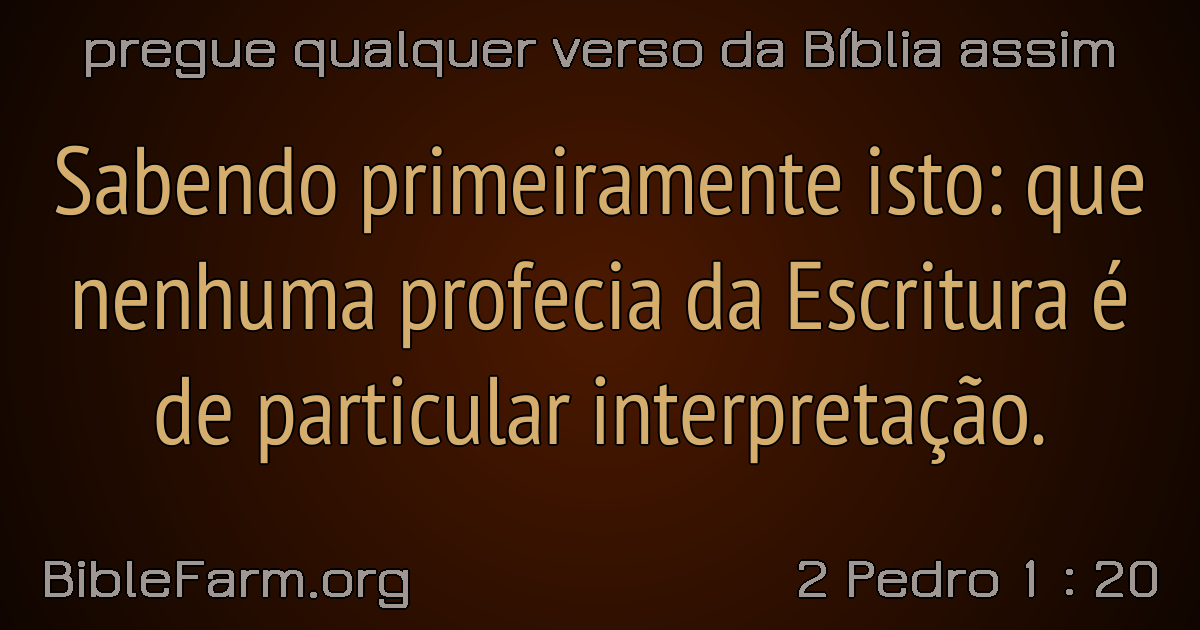 pregue qualquer verso da Bíblia assim
Sabendo primeiramente isto: que
nenhuma profecia da Escritura é
de particular interpretação.
BibleFarm.org
2 Pedro 1 : 20